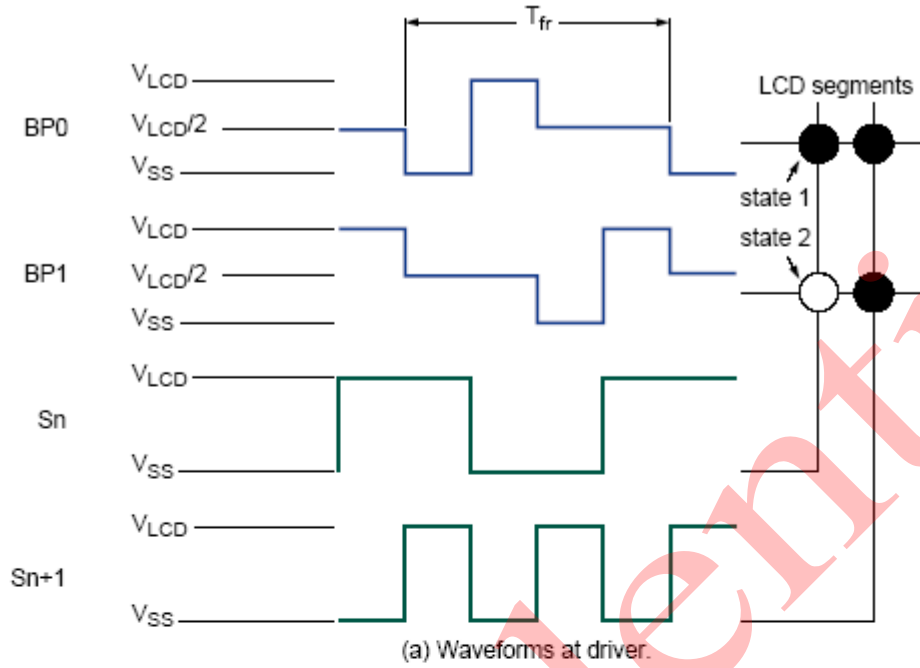 Tfr
VLCD
LCD segments
BP0
VLCD/2
VSS
state 1
VLCD
state 2
BP1
VLCD/2
VSS
VLCD
Sn
VSS
VLCD
Sn+1
VSS
(a) Waveforms at driver.